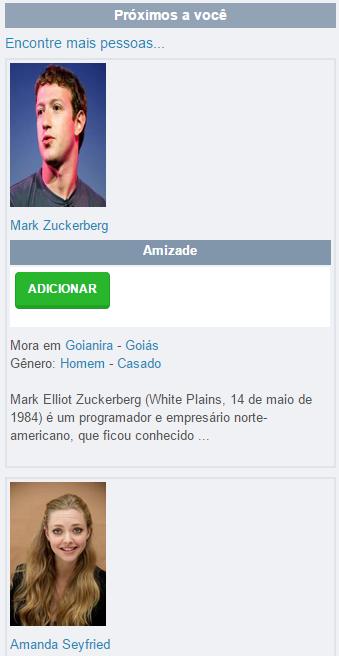 Próximos a você
Encontre mais pessoas...
Mark Zuckerberg
Amizade
ADICIONAR
Mora em Goianira - Goiás
Gênero: Homem - Casado
Mark Elliot Zuckerberg (White Plains, 14 de maio de
1984) é um programador e empresário norte-
americano, que ficou conhecido ...
Amanda Seyfried